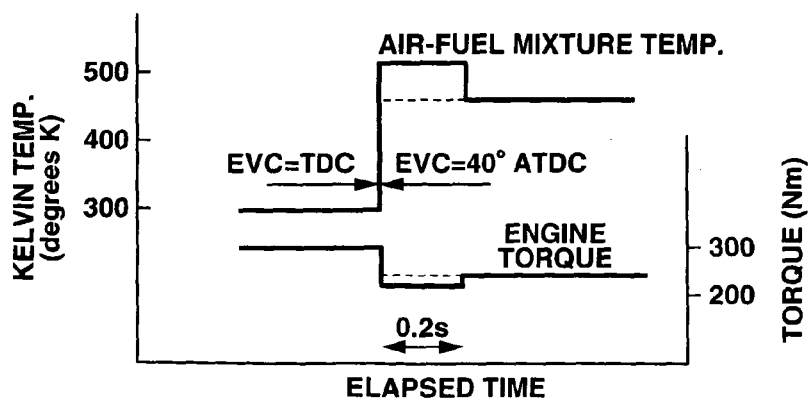 AIR-FUEL MIXTURE TEMP.
500
400
300
KELVIN TEMP.
(degrees K)
EVC=TDC
EVC=40° ATDC
ENGINE
TORQUE
300
200
TORQUE (Nm)
0.2s
ELAPSED TIME